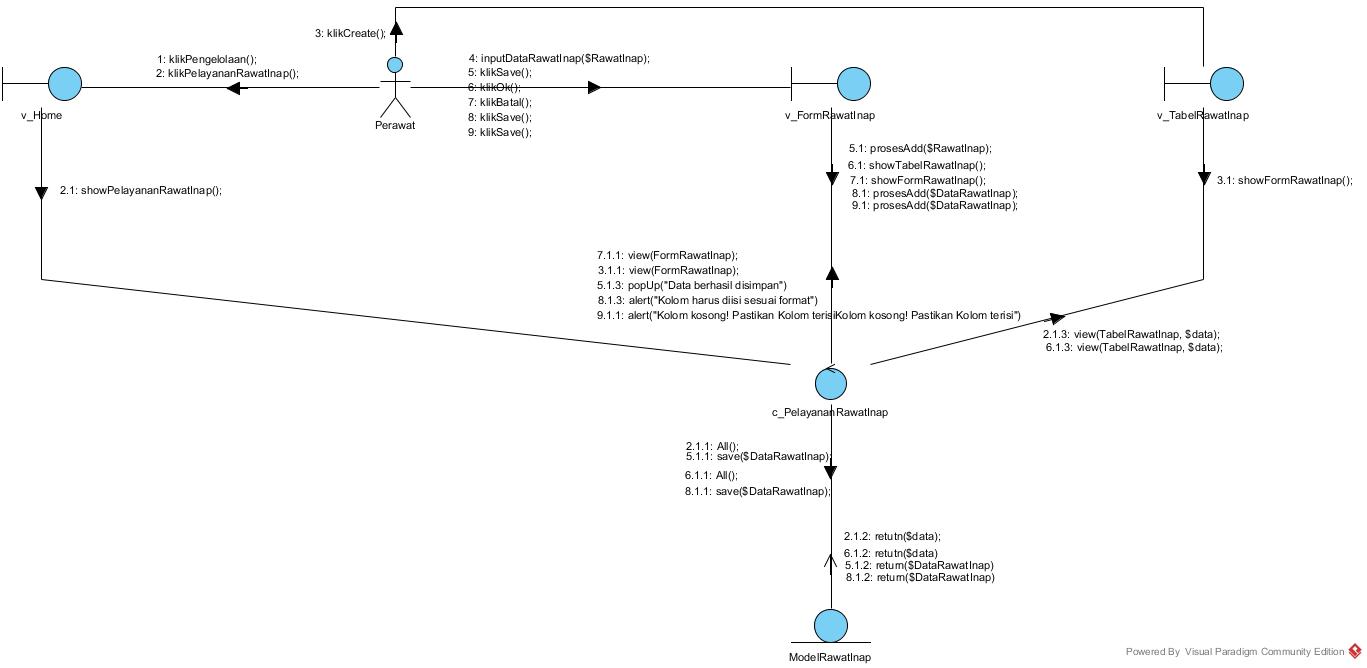 3: klikCreate();
1: klikPengelolaan();
2: klikPelayananRawatInap();
4: inputDataRawatInap($RawatInap);
5: klikSave();
6: klikOk();
7: klikBatal();
8: klikSave();
9: klikSave();
v_Home
Perawat
v_FormRawatInap
v_TabelRawatInap
5.1: prosesAdd($RawatInap);
6.1: showTabelRawatInap();
7.1: showFormRawatInap();
8.1: prosesAdd($DataRawatInap);
9.1: prosesAdd($DataRawatInap);
2.1: showPelayananRawatInap();
3.1: showFormRawatInap();
7.1.1: view(FormRawatInap);
3.1.1: view(FormRawatInap);
5.1.3: popUp("Data berhasil disimpan")
8.1.3: alert("Kolom harus diisi sesuai format")
9.1.1: alert("Kolom kosong! Pastikan Kolom terisiKolom kosong! Pastikan Kolom terisi")
2.1.3: view(TabelRawatInap, $data);
6.1.3: view(TabelRawatInap, $data);
c_PelayananRawatInap
2.1.1: All();
5.1.1: save($DataRawatInap);
6.1.1: All();
8.1.1: save($DataRawatInap);
2.1.2: retutn($data);
6.1.2: retutn($data)
5.1.2: return($DataRawatInap)
8.1.2: return($DataRawatInap)
ModelRawatInap
Powered By Visual Paradigm Community Edition